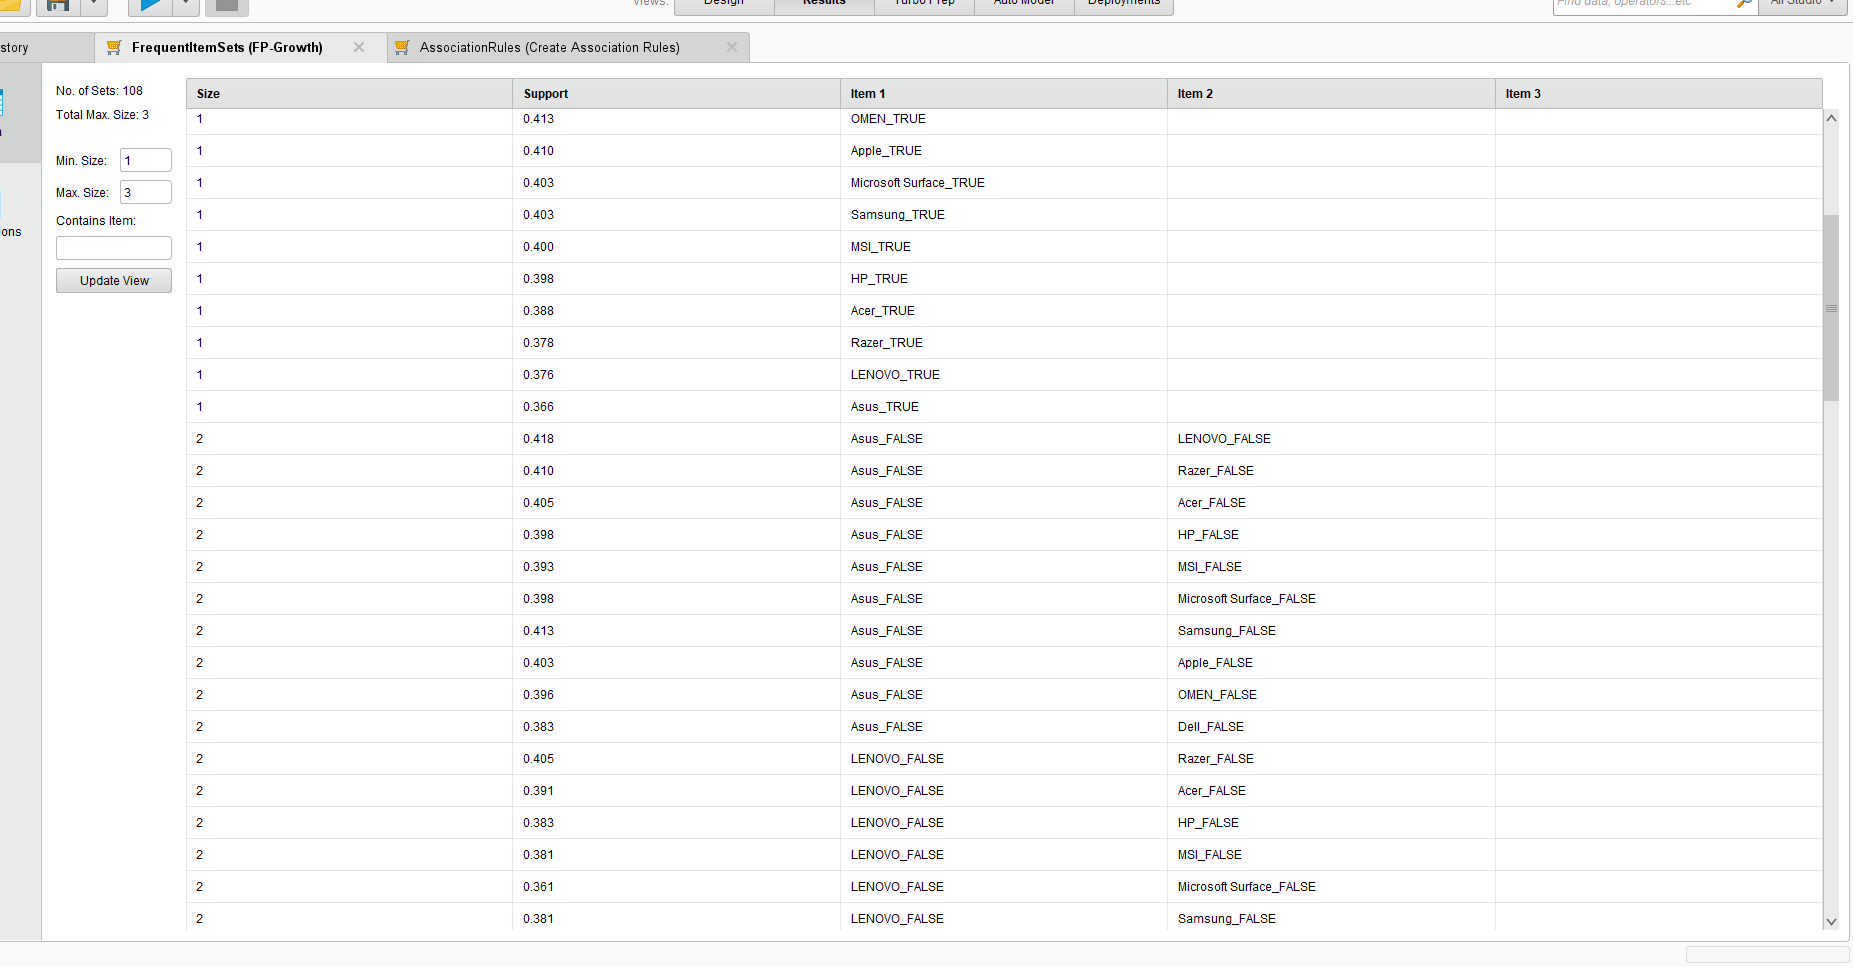 Views: Design Results Turbo Prep Auto Model Deployments Find data, operators...etc All Studio
story FrequentItemSets (FP-Growth) AssociationRules (Create Association Rules)
No. of Sets: 108
Total Max. Size: 3
Min. Size: 1
Max. Size: 3
Contains Item:
Update View
ons
Size Support Item 1 Item 2 Item 3
1 0.413 OMEN_TRUE
1 0.410 Apple_TRUE
1 0.403 Microsoft Surface_TRUE
1 0.403 Samsung_TRUE
1 0.400 MSI_TRUE
1 0.398 HP_TRUE
1 0.388 Acer_TRUE
1 0.378 Razer_TRUE
1 0.376 LENOVO_TRUE
1 0.366 Asus_TRUE
2 0.418 Asus_FALSE LENOVO_FALSE
2 0.410 Asus_FALSE Razer_FALSE
2 0.405 Asus_FALSE Acer_FALSE
2 0.398 Asus_FALSE HP_FALSE
2 0.393 Asus_FALSE MSI_FALSE
2 0.398 Asus_FALSE Microsoft Surface_FALSE
2 0.413 Asus_FALSE Samsung_FALSE
2 0.403 Asus_FALSE Apple_FALSE
2 0.396 Asus_FALSE OMEN_FALSE
2 0.383 Asus_FALSE Dell_FALSE
2 0.405 LENOVO_FALSE Razer_FALSE
2 0.391 LENOVO_FALSE Acer_FALSE
2 0.383 LENOVO_FALSE HP_FALSE
2 0.381 LENOVO_FALSE MSI_FALSE
2 0.361 LENOVO_FALSE Microsoft Surface_FALSE
2 0.381 LENOVO_FALSE Samsung_FALSE